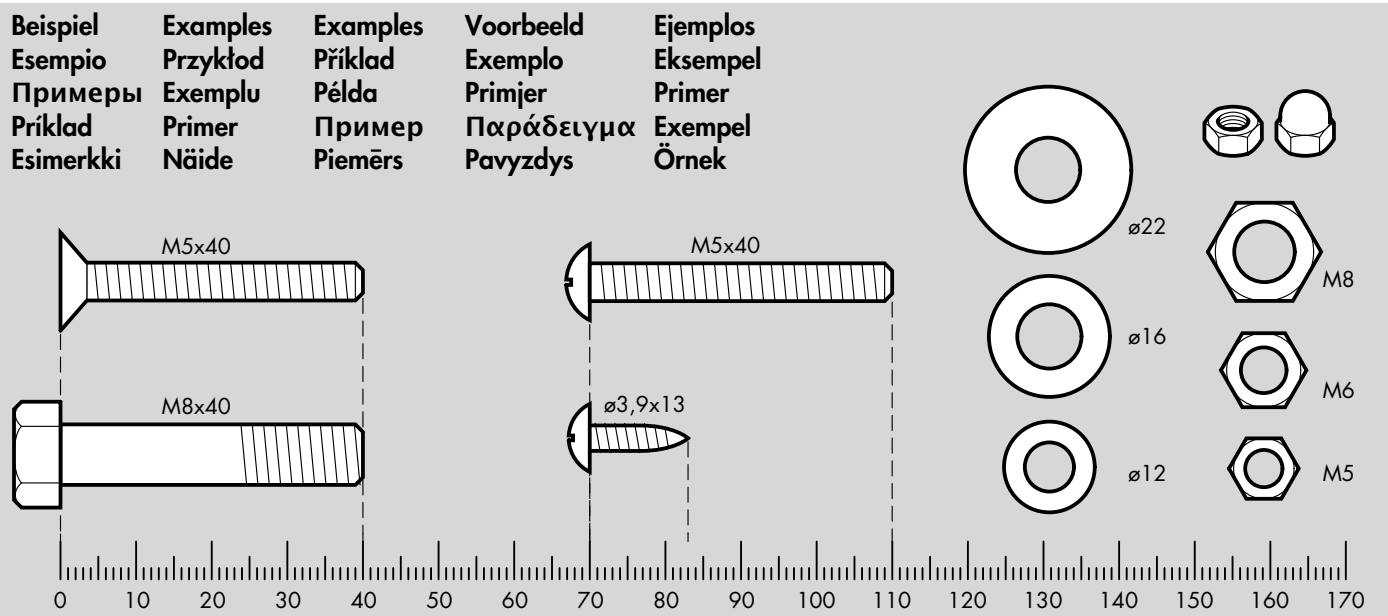 Beispiel Examples Examples Voorbeeld Ejemplos
Esempio Przykłod Příklad Exemplo Eksempel
Примеры Exemplu Példa Primjer Primer
Príklad Primer Пример Παράδειγμα Exempel
Esimerkki Näide Piemērs Pavyzdys Örnek
M5x40 M5x40
ø22
M8
ø16
M6
M8x40 ø3,9x13
ø12 M5
0 10 20 30 40 50 60 70 80 90 100 110 120 130 140 150 160 170